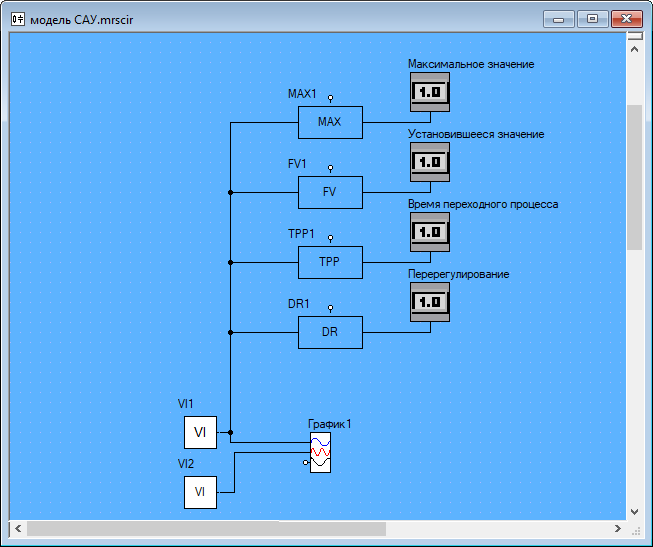 модель САУ.mrscir
Максимальное значение
1.0
MAX1
MAX
Установившееся значение
1.0
FV1
FV
Время переходного процесса
1.0
TPP1
TPP
Перерегулирование
1.0
DR1
DR
VI1
VI
График1
VI2
VI